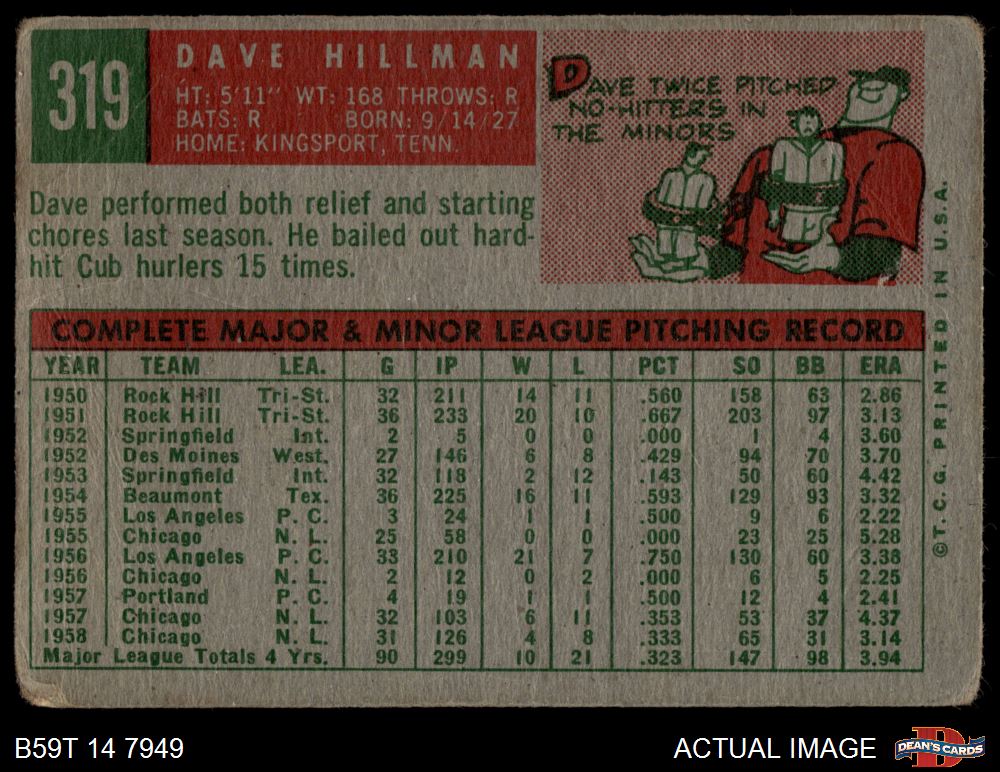 319
DAVE HILLMAN
HT: 5'11" WT: 168 THROWS: R
BATS: R BORN: 9/14/27
HOME: KINGSPORT, TENN.
DAVE TWICE PITCHED
NO-HITTERS IN
THE MINORS
Dave performed both relief and starting
chores last season. He bailed out hard-
hit Cub hurlers 15 times.
COMPLETE MAJOR & MINOR LEAGUE PITCHING RECORD
YEAR TEAM LEA. G IP W L PCT SO BB ERA
1950 Rock Hill Tri-St. 32 211 14 11 .560 158 63 2.86
1951 Rock Hill Tri-St. 36 233 20 10 .667 203 97 3.13
1952 Springfield Int. 2 5 0 0 .000 1 4 3.60
1952 Des Moines West. 27 146 6 8 .429 94 70 3.70
1953 Springfield Int. 32 118 2 12 .143 50 60 4.42
1954 Beaumont Tex. 36 225 16 11 .593 129 93 3.32
1955 Los Angeles P. C. 3 24 1 1 .500 9 6 2.22
1955 Chicago N. L. 25 58 0 0 .000 23 25 5.28
1956 Los Angeles P. C. 33 210 21 7 .750 130 60 3.38
1956 Chicago N. L. 2 12 0 2 .000 6 5 2.25
1957 Portland P. C. 4 19 1 1 .500 12 4 2.41
1957 Chicago N. L. 32 103 6 11 .353 53 37 4.37
1958 Chicago N. L. 31 126 4 8 .333 65 31 3.14
Major League Totals 4 Yrs. 90 299 10 21 .323 147 98 3.94
©T.C.G. PRINTED IN U.S.A.
B59T 14 7949
ACTUAL IMAGE
D
DEAN'S CARDS